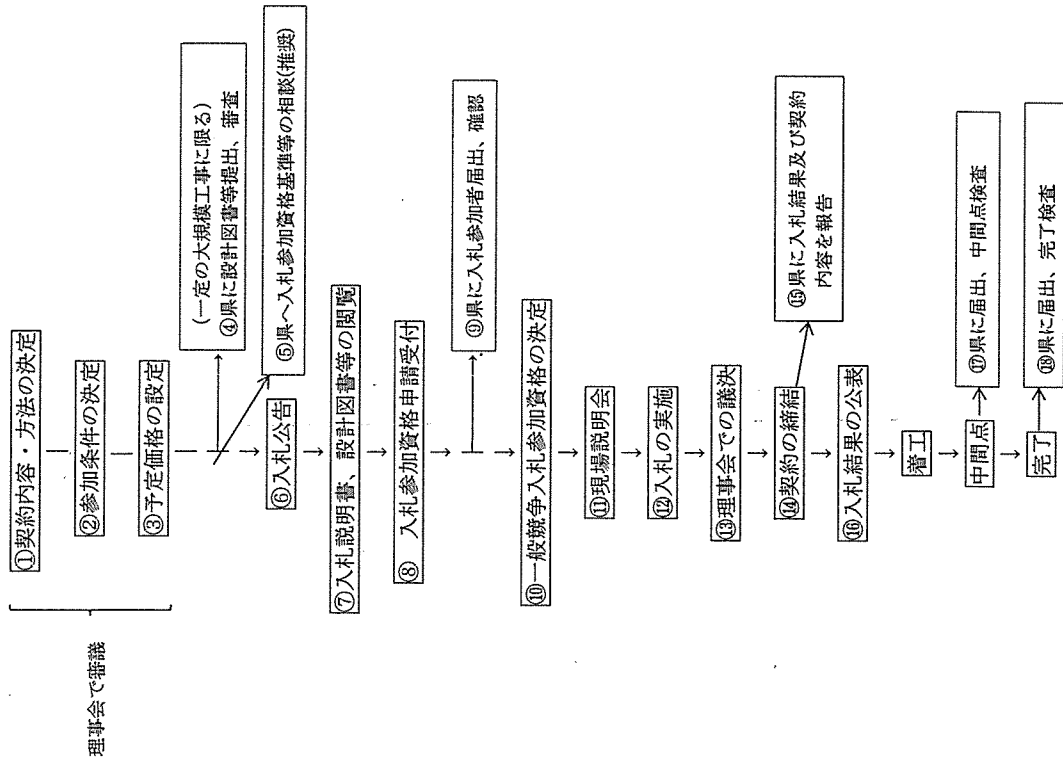 理事会で審議
①契約内容・方法の決定
②参加条件の決定
③予定価格の設定
(一定の大規模工事に限る)
④県に設計図書等提出、審査
⑤県へ入札参加資格基準等の相談(推奨)
⑥入札公告
⑦入札説明書、設計図書等の閲覧
⑧ 入札参加資格申請受付
⑨県に入札参加者届出、確認
⑩一般競争入札参加資格の決定
⑪現場説明会
⑫入札の実施
⑬理事会での議決
⑭契約の締結
⑮県に入札結果及び契約
内容を報告
⑯入札結果の公表
着工
中間点
⑰県に届出、中間点検査
完了
⑱県に届出、完了検査